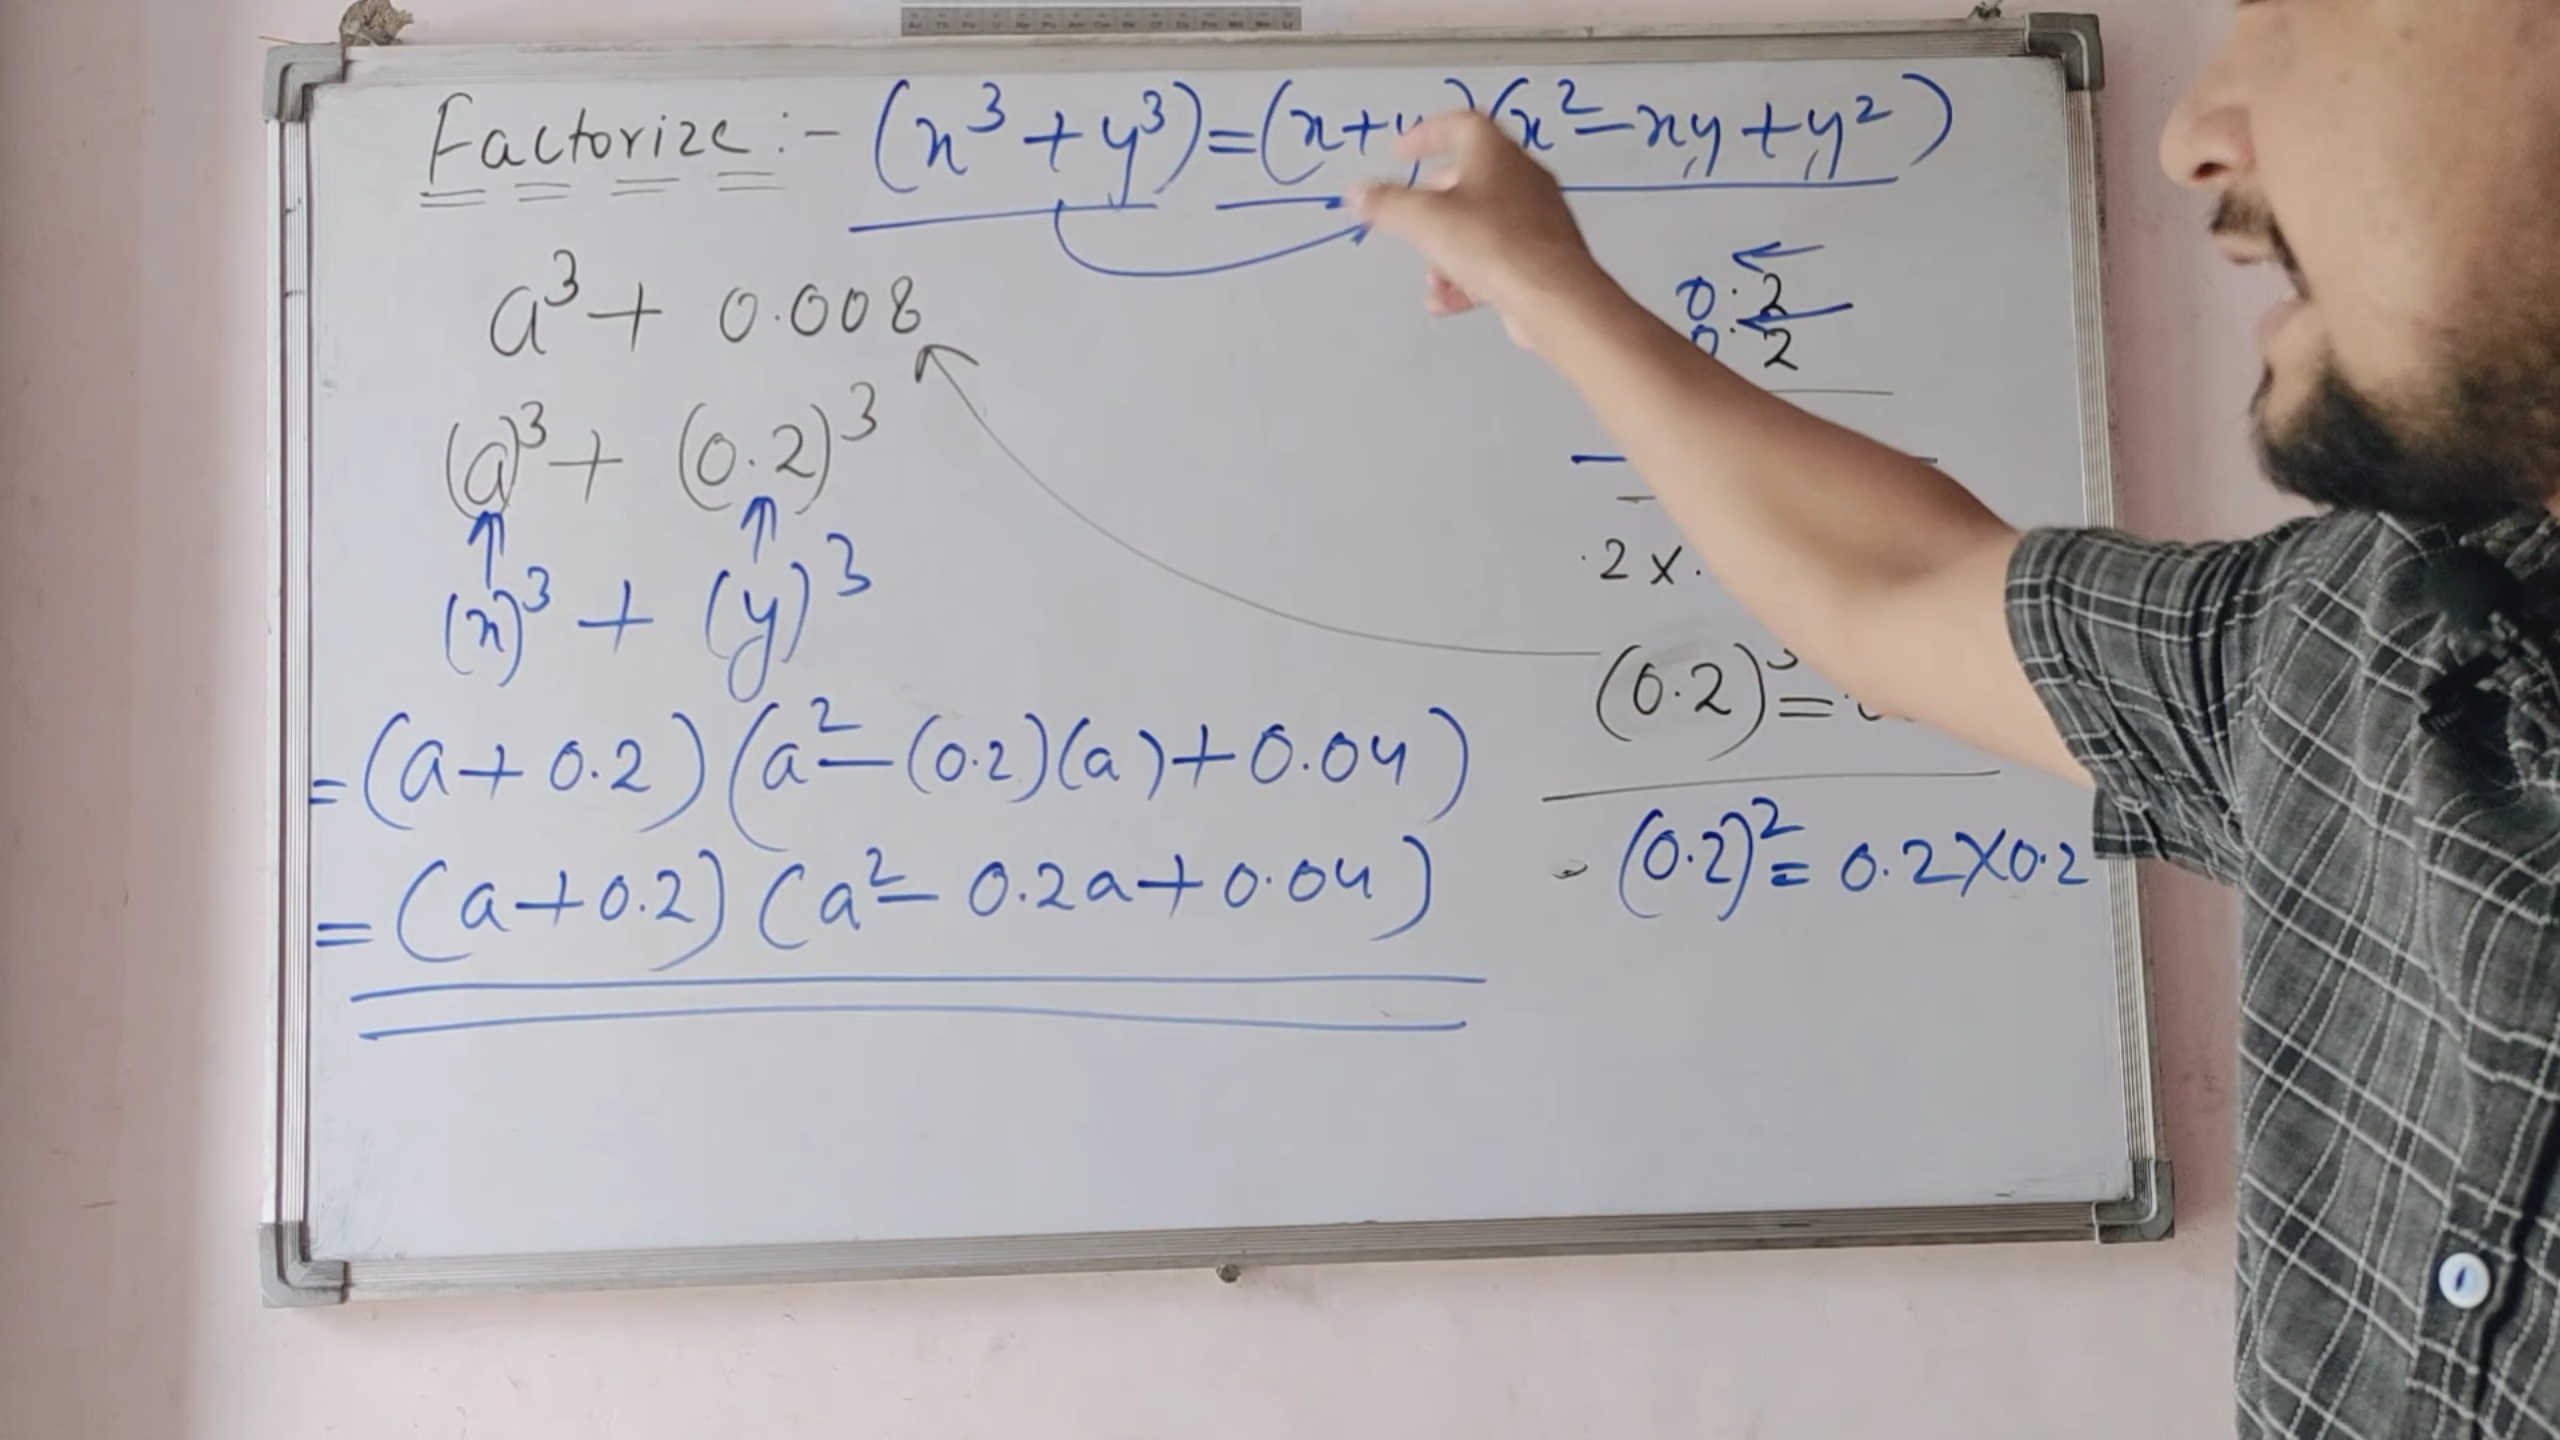 Factorize :- (x³ + y³) = (x+y)(x² - xy + y²)
a³ + 0.008
(a)³ + (0.2)³
(x)³ + (y)³
= (a + 0.2) (a² - (0.2)(a) + 0.04)
= (a + 0.2) (a² - 0.2a + 0.04)
0.2
0.2
.2 x .
(0.2)³ =
(0.2)² = 0.2 X 0.2